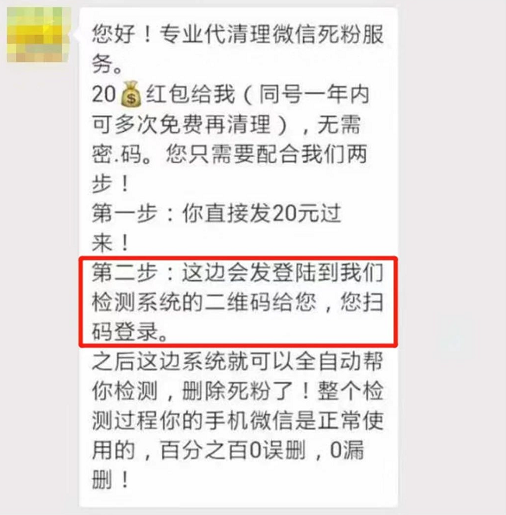 您好！专业代清理微信死粉服
务。
20💰红包给我（同号一年内
可多次免费再清理），无需
密.码。您只需要配合我们两
步！
第一步：你直接发20元过
来！
第二步：这边会发登陆到我们
检测系统的二维码给您，您扫
码登录。
之后这边系统就可以全自动帮
你检测，删除死粉了！整个检
测过程你的手机微信是正常使
用的，百分之百0误删，0漏
删！